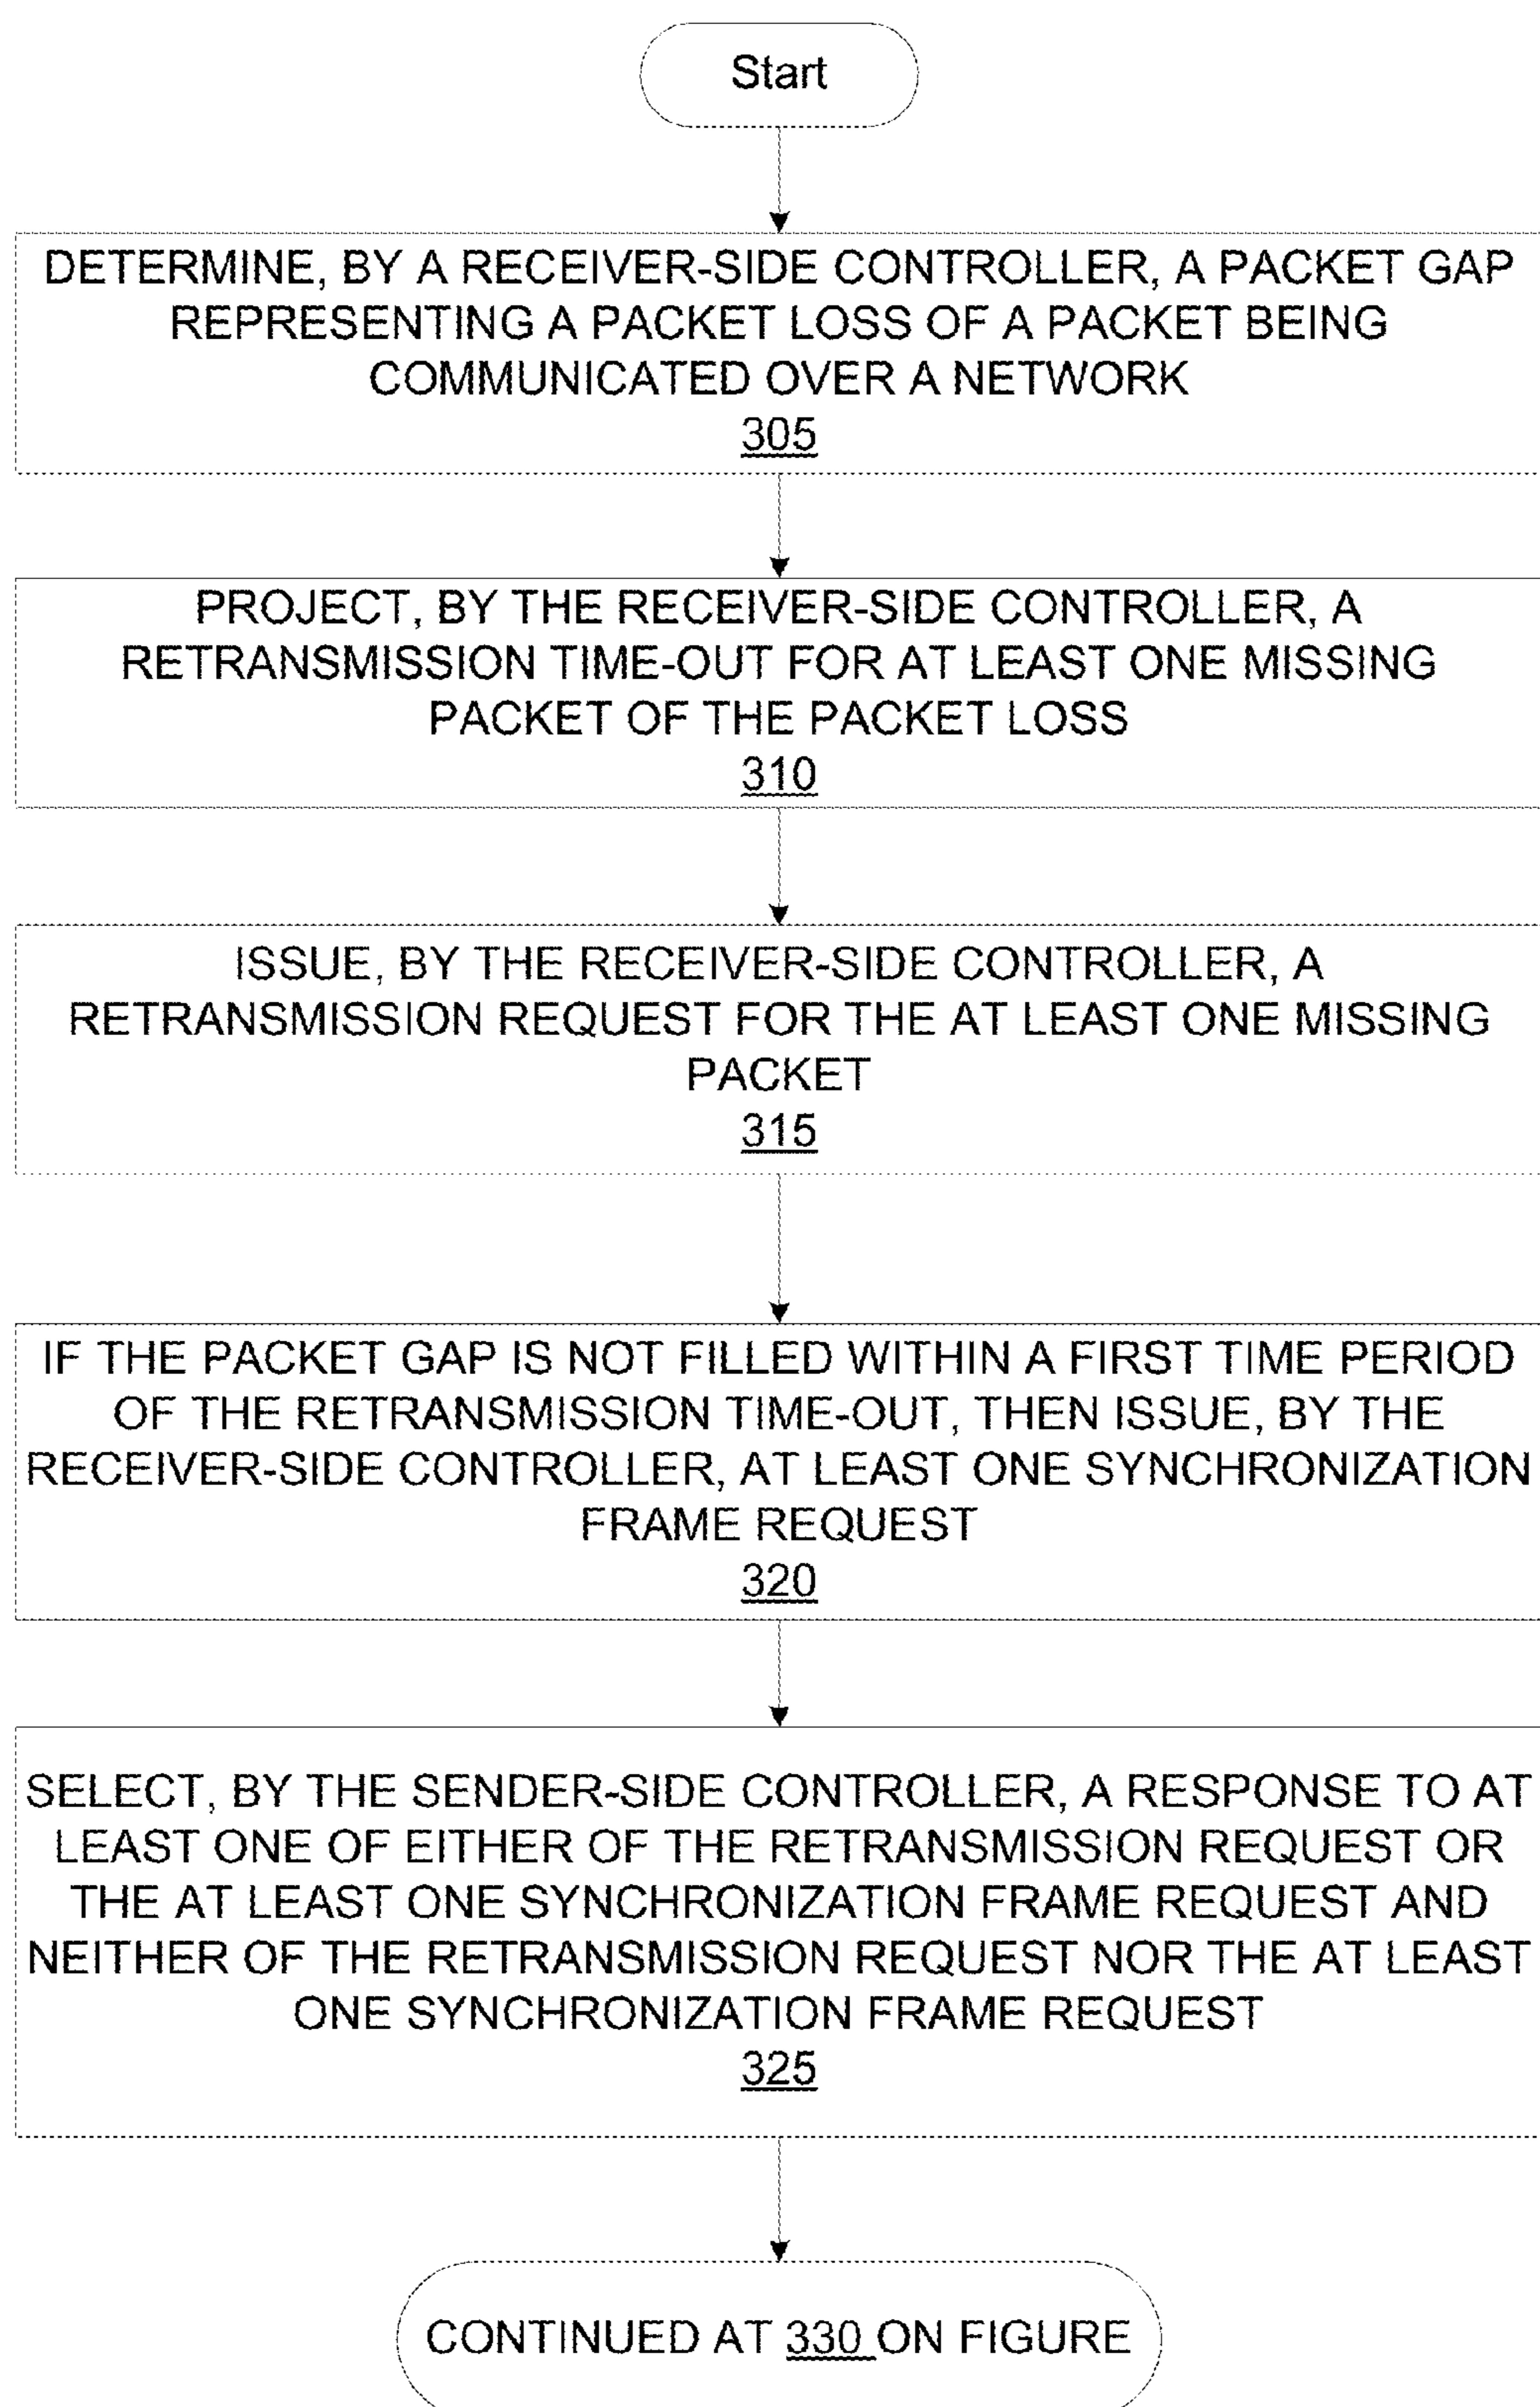 Start
DETERMINE, BY A RECEIVER-SIDE CONTROLLER, A PACKET GAP
REPRESENTING A PACKET LOSS OF A PACKET BEING
COMMUNICATED OVER A NETWORK
305
PROJECT, BY THE RECEIVER-SIDE CONTROLLER, A
RETRANSMISSION TIME-OUT FOR AT LEAST ONE MISSING
PACKET OF THE PACKET LOSS
310
ISSUE, BY THE RECEIVER-SIDE CONTROLLER, A
RETRANSMISSION REQUEST FOR THE AT LEAST ONE MISSING
PACKET
315
IF THE PACKET GAP IS NOT FILLED WITHIN A FIRST TIME PERIOD
OF THE RETRANSMISSION TIME-OUT, THEN ISSUE, BY THE
RECEIVER-SIDE CONTROLLER, AT LEAST ONE SYNCHRONIZATION
FRAME REQUEST
320
SELECT, BY THE SENDER-SIDE CONTROLLER, A RESPONSE TO AT
LEAST ONE OF EITHER OF THE RETRANSMISSION REQUEST OR
THE AT LEAST ONE SYNCHRONIZATION FRAME REQUEST AND
NEITHER OF THE RETRANSMISSION REQUEST NOR THE AT LEAST
ONE SYNCHRONIZATION FRAME REQUEST
325
CONTINUED AT 330 ON FIGURE